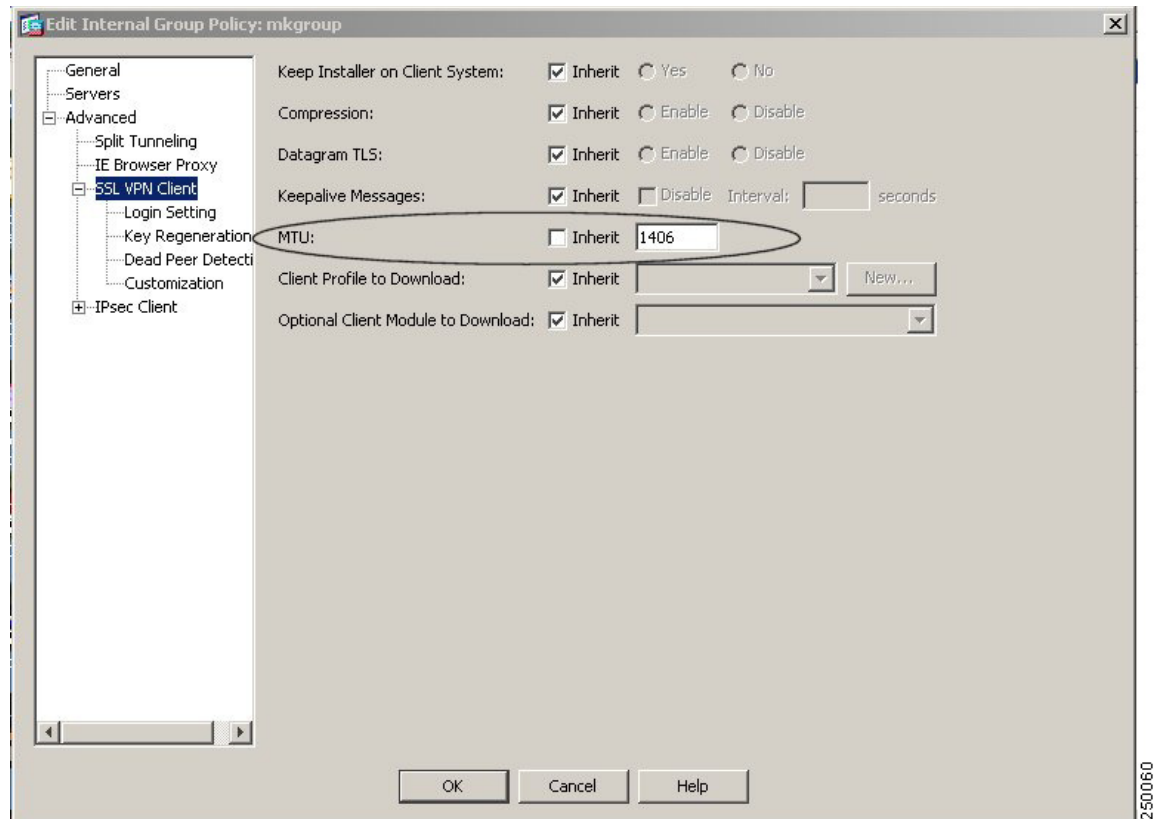 Edit Internal Group Policy: mkgroup
General
Servers
Advanced
Split Tunneling
IE Browser Proxy
SSL VPN Client
Login Setting
Key Regeneration
Dead Peer Detecti
Customization
IPsec Client
Keep Installer on Client System: Inherit Yes No
Compression: Inherit Enable Disable
Datagram TLS: Inherit Enable Disable
Keepalive Messages: Inherit Disable Interval: seconds
MTU: Inherit 1406
Client Profile to Download: Inherit New...
Optional Client Module to Download: Inherit
OK Cancel Help
250060